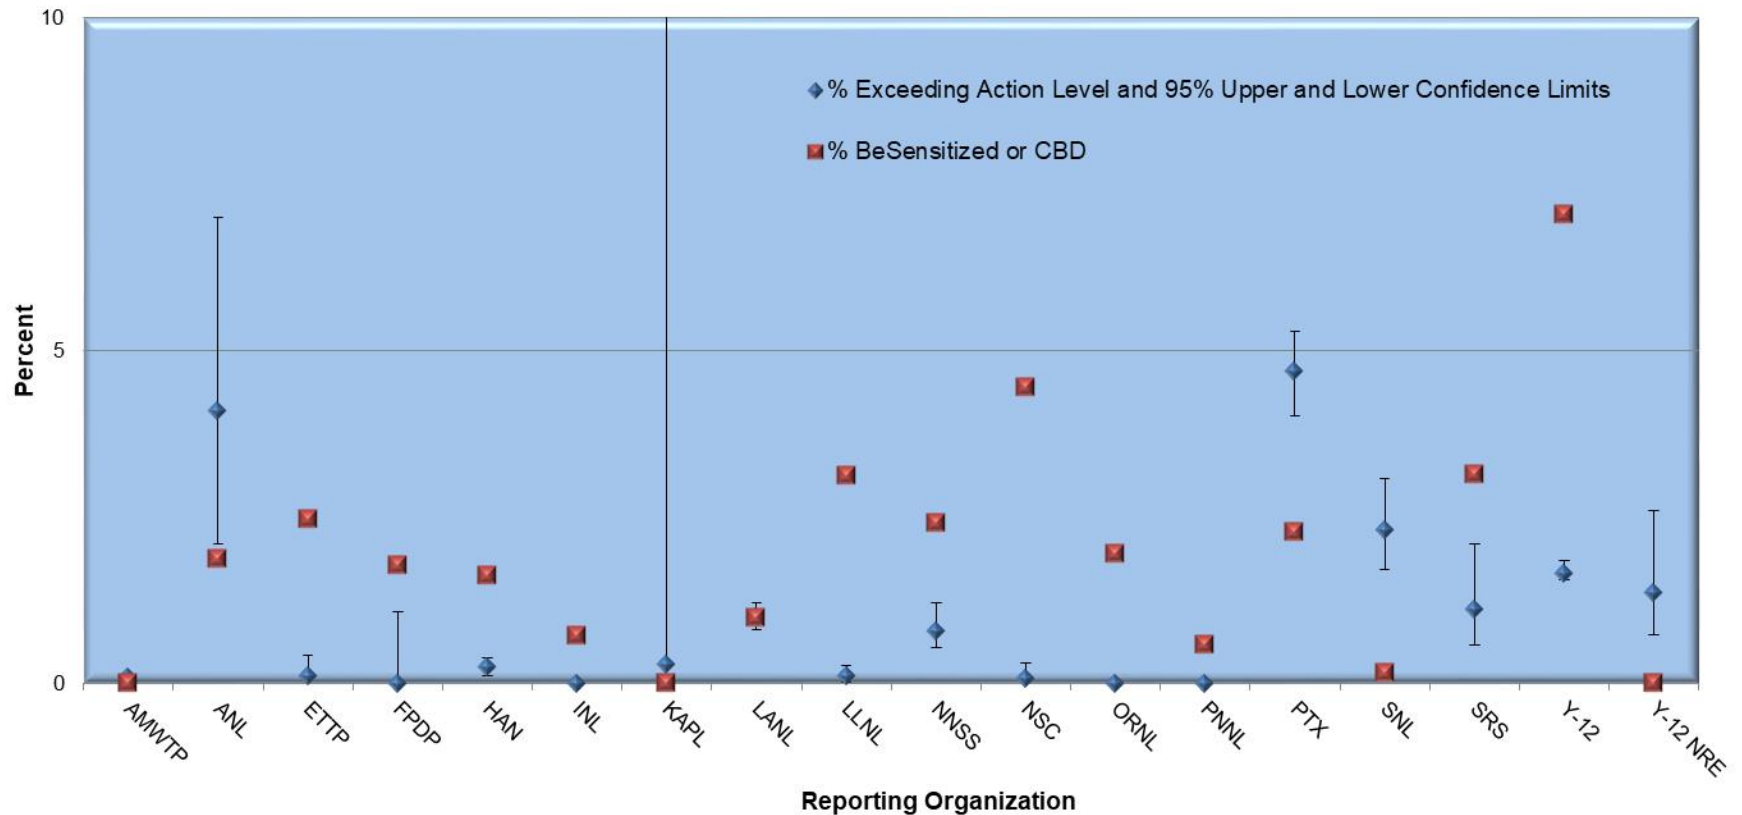 10
% Exceeding Action Level and 95% Upper and Lower Confidence Limits
% BeSensitized or CBD
Percent
5
0
AMWTP
ANL
ETTP
FPDP
HAN
INL
KAPL
LANL
LLNL
NNSS
NSC
ORNL
PNNL
PTX
SNL
SRS
Y-12
Y-12 NRE
Reporting Organization